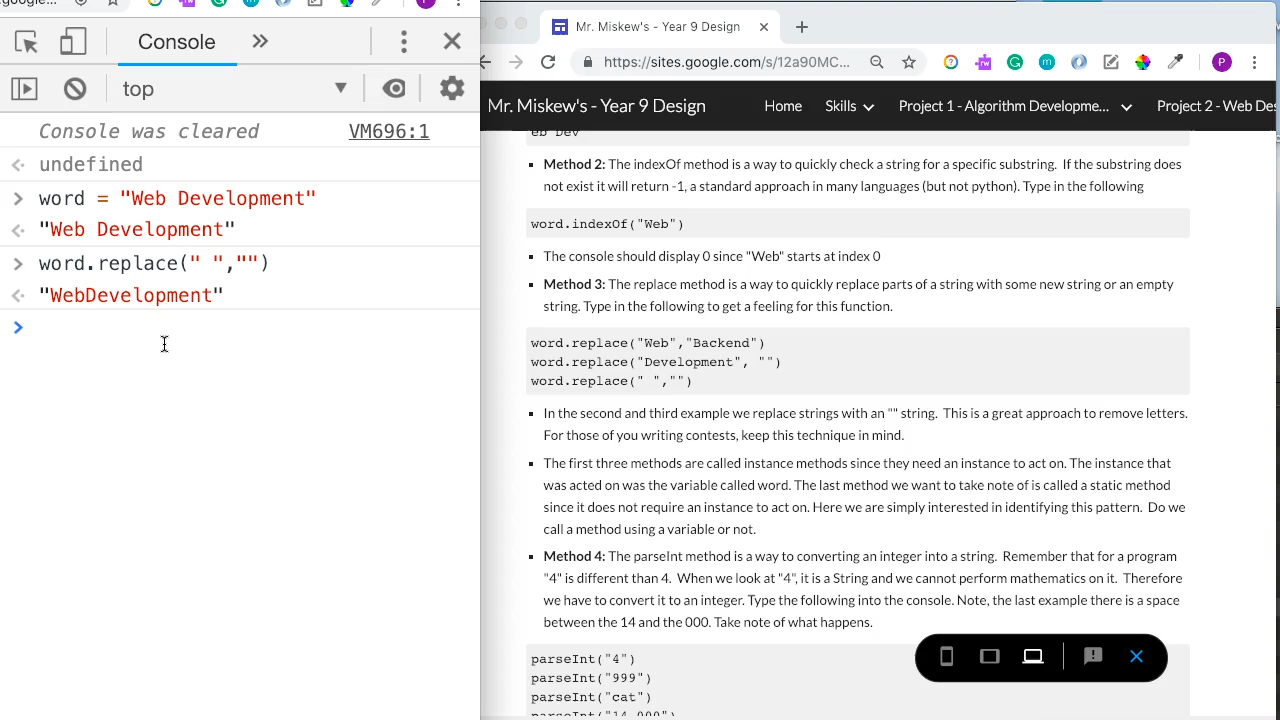 Console
top
Console was cleared VM696:1
undefined
word = "Web Development"
"Web Development"
word.replace(" ","")
"WebDevelopment"
Mr. Miskew's - Year 9 Design
https://sites.google.com/s/12a90MC...
Mr. Miskew's - Year 9 Design Home Skills Project 1 - Algorithm Developme... Project 2 - Web Des
eb Dev
Method 2: The indexOf method is a way to quickly check a string for a specific substring. If the substring does
not exist it will return -1, a standard approach in many languages (but not python). Type in the following
word.indexOf("Web")
The console should display 0 since "Web" starts at index 0
Method 3: The replace method is a way to quickly replace parts of a string with some new string or an empty
string. Type in the following to get a feeling for this function.
word.replace("Web","Backend")
word.replace("Development", "")
word.replace(" ","")
In the second and third example we replace strings with an "" string. This is a great approach to remove letters.
For those of you writing contests, keep this technique in mind.
The first three methods are called instance methods since they need an instance to act on. The instance that
was acted on was the variable called word. The last method we want to take note of is called a static method
since it does not require an instance to act on. Here we are simply interested in identifying this pattern. Do we
call a method using a variable or not.
Method 4: The parseInt method is a way to converting an integer into a string. Remember that for a program
"4" is different than 4. When we look at "4", it is a String and we cannot perform mathematics on it. Therefore
we have to convert it to an integer. Type the following into the console. Note, the last example there is a space
between the 14 and the 000. Take note of what happens.
parseInt("4")
parseInt("999")
parseInt("cat")
parseInt("14 000")